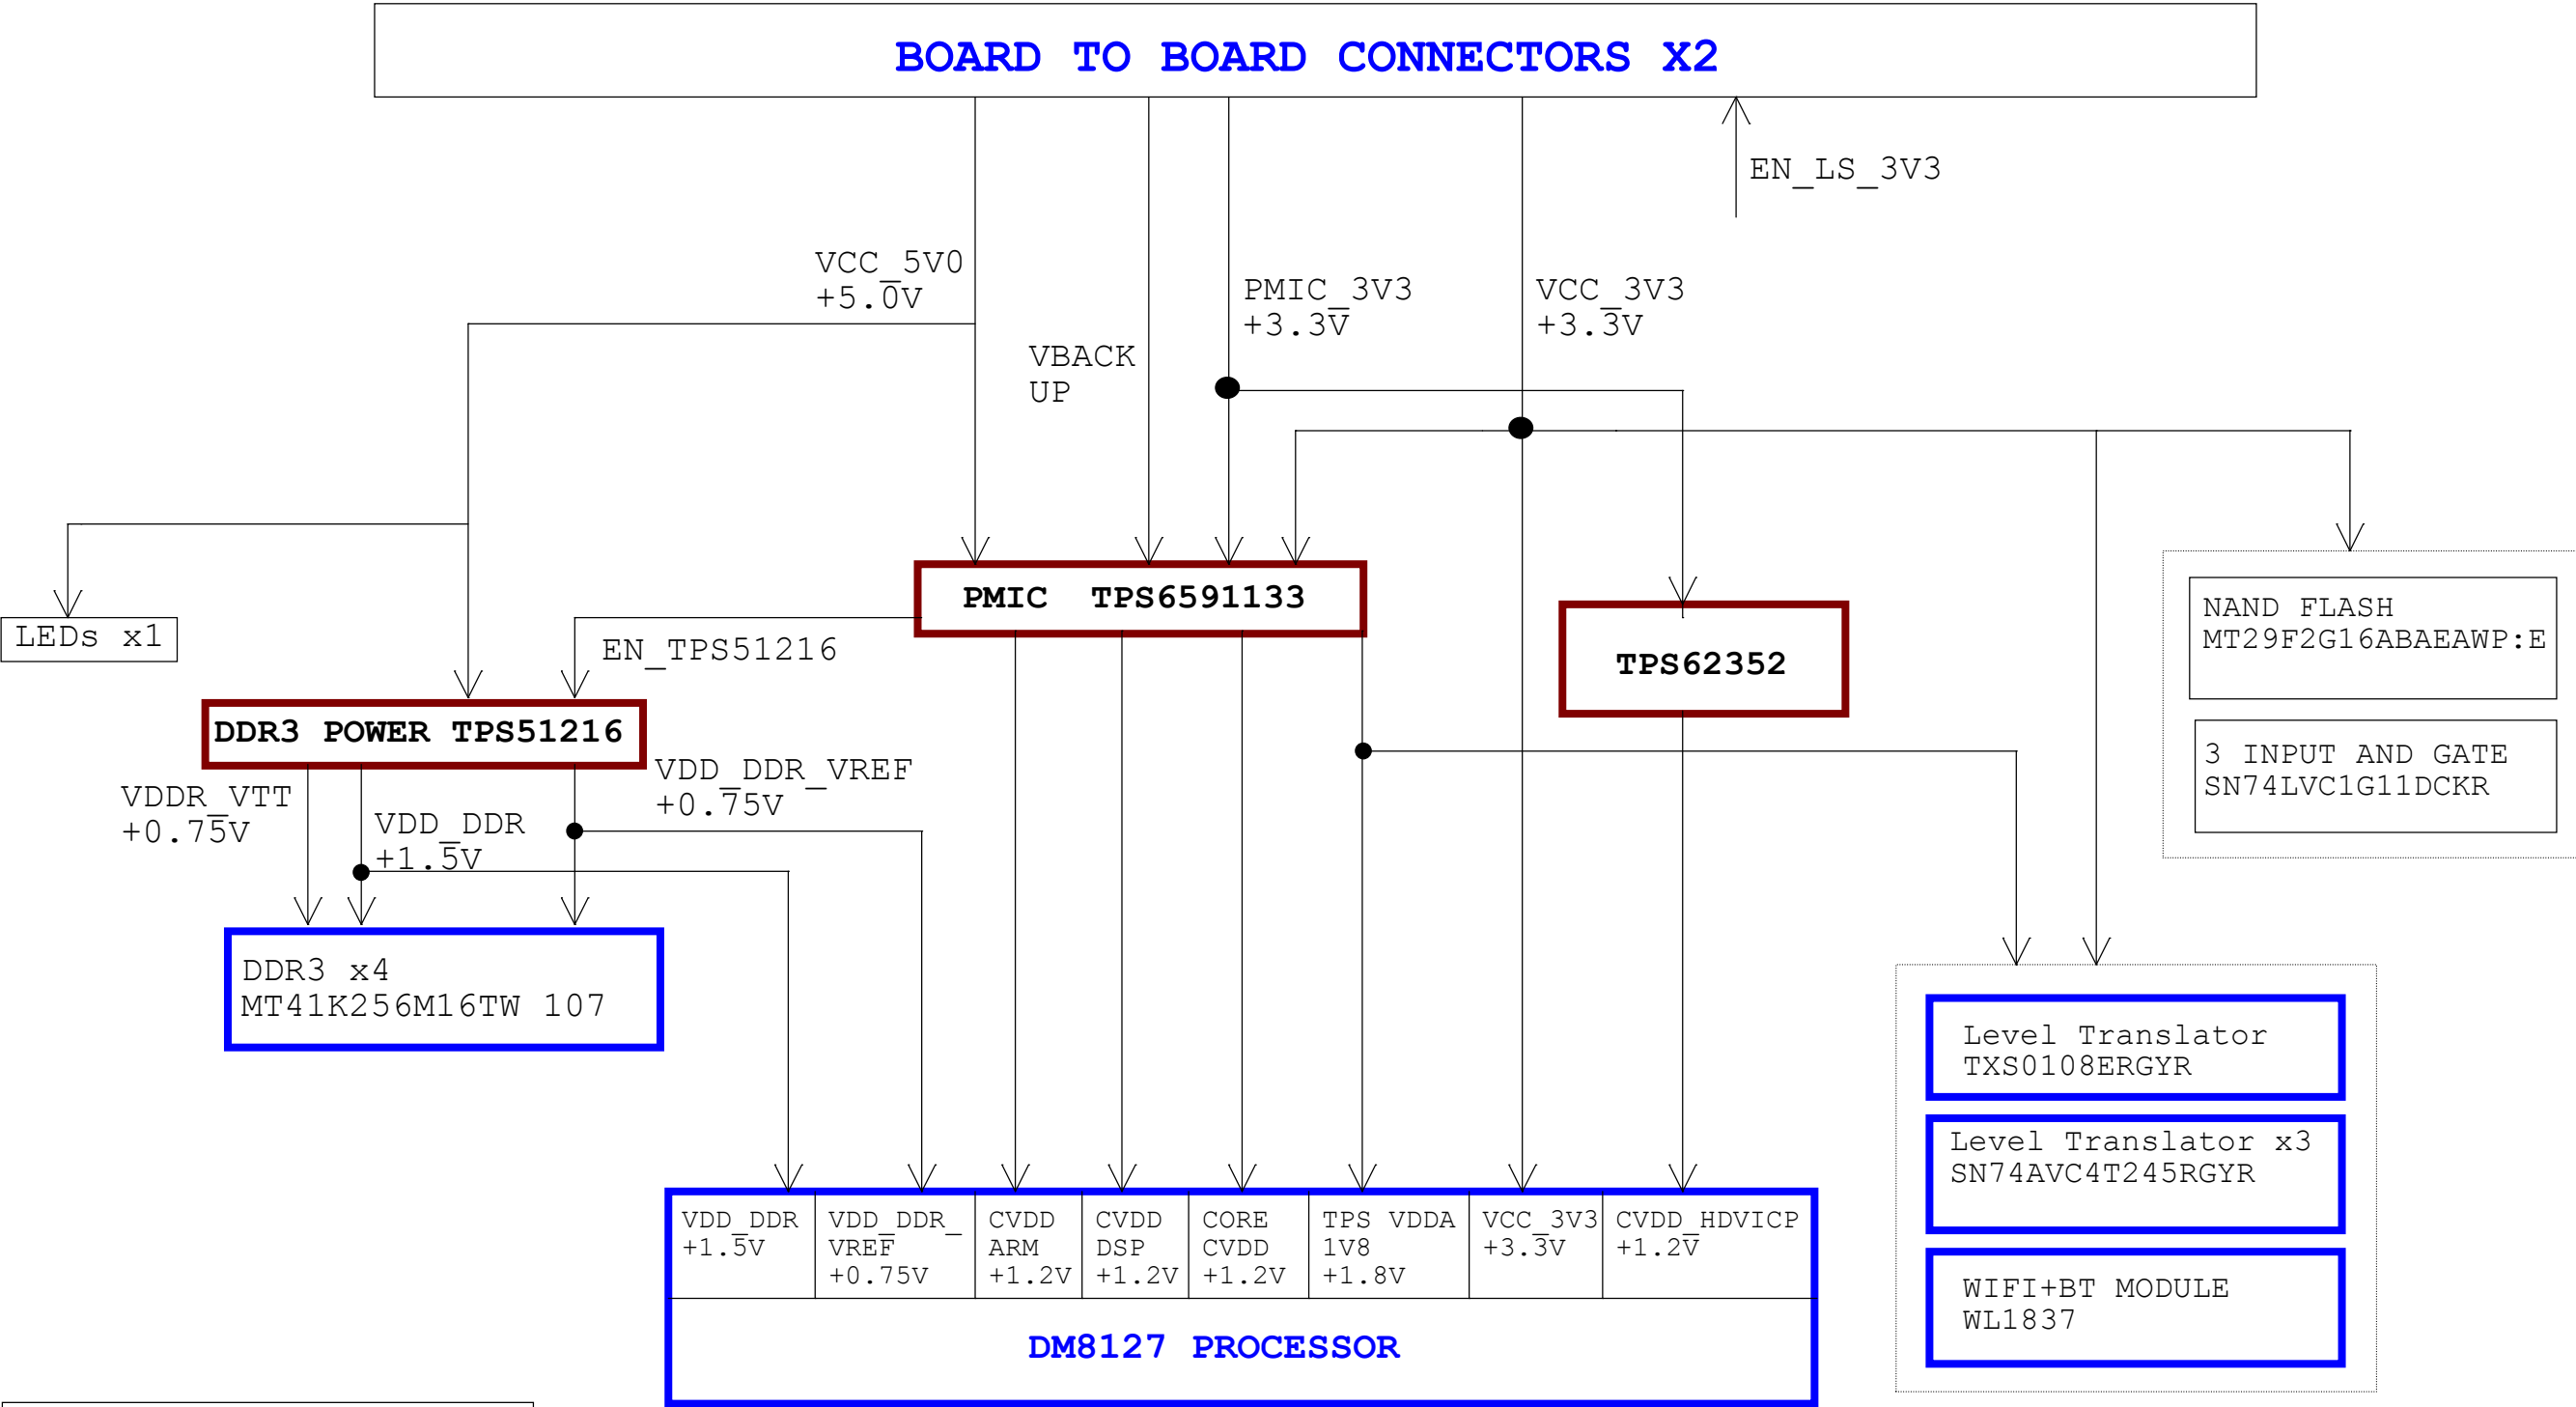 BOARD TO BOARD CONNECTORS X2
EN_LS_3V3
VCC_5V0
+5.0V
PMIC_3V3
+3.3V
VCC_3V3
+3.3V
VBACK
UP
PMIC TPS6591133
LEDs x1
EN_TPS51216
TPS62352
NAND FLASH
MT29F2G16ABAEAWP:E
3 INPUT AND GATE
SN74LVC1G11DCKR
DDR3 POWER TPS51216
VDDR_VTT
+0.75V
VDD_DDR
+1.5V
VDD_DDR_VREF
+0.75V
DDR3 x4
MT41K256M16TW 107
Level Translator
TXS0108ERGYR
Level Translator x3
SN74AVC4T245RGYR
WIFI+BT MODULE
WL1837
VDD_DDR
+1.5V
VDD_DDR_
VREF
+0.75V
CVDD
ARM
+1.2V
CVDD
DSP
+1.2V
CORE
CVDD
+1.2V
TPS VDDA
1V8
+1.8V
VCC_3V3
+3.3V
CVDD_HDVICP
+1.2V
DM8127 PROCESSOR